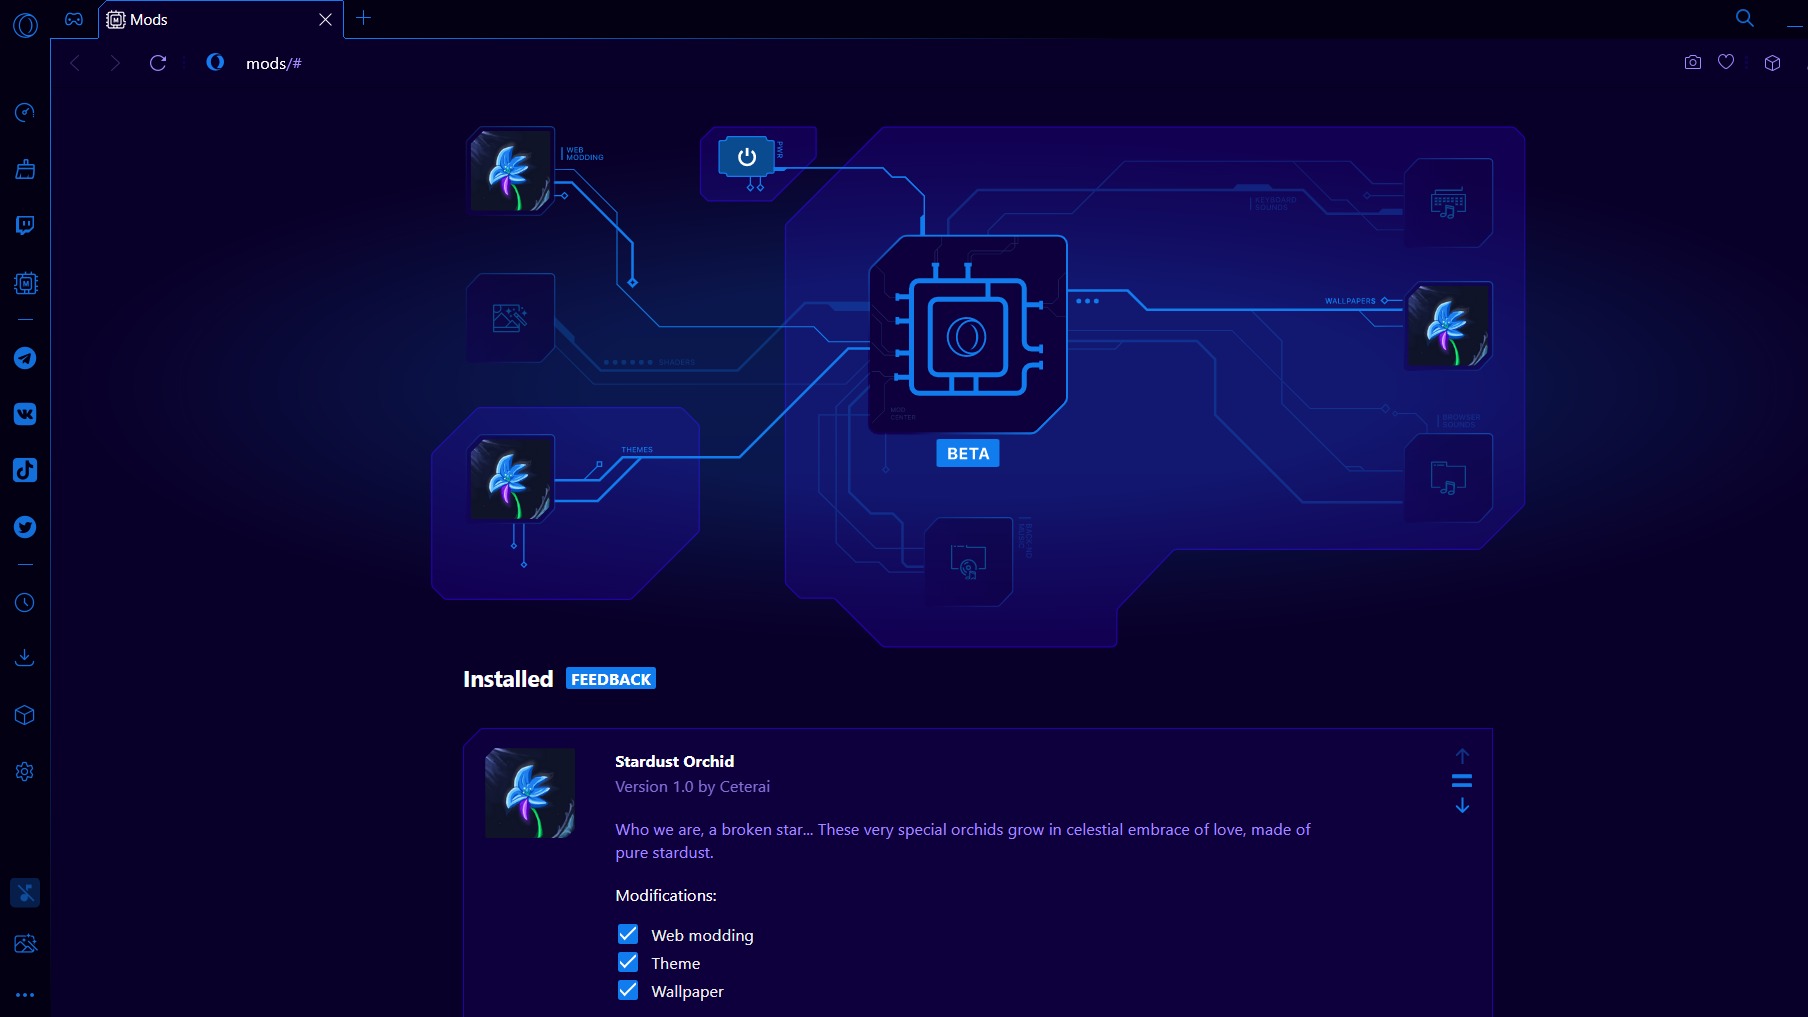 Mods
mods/#
WEB
MODDING
PWR
KEYBOARD
SOUNDS
WALLPAPERS
SHADERS
MOD
CENTER
BROWSER
SOUNDS
THEMES
BETA
MUSIC
Installed
FEEDBACK
Stardust Orchid
Version 1.0 by Ceterai
Who we are, a broken star... These very special orchids grow in celestial embrace of love, made of
pure stardust.
Modifications:
Web modding
Theme
Wallpaper